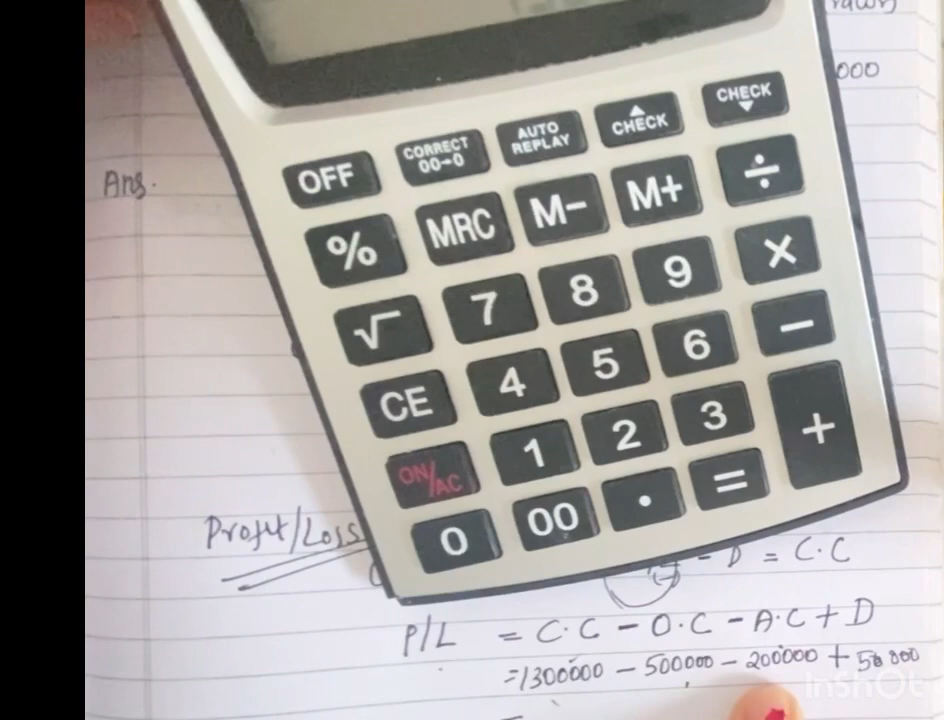 000
CHECK
AUTO REPLAY
CHECK
CORRECT 00→0
OFF
Ans.
÷
M+
M-
MRC
%
×
9
8
7
√
−
6
5
4
CE
+
3
2
1
ON/AC
=
.
00
0
Profit/Loss
- D = C.C
P/L = C.C - O.C - A.C + D
=1300000 - 500000 - 200000 + 50000
InShOt